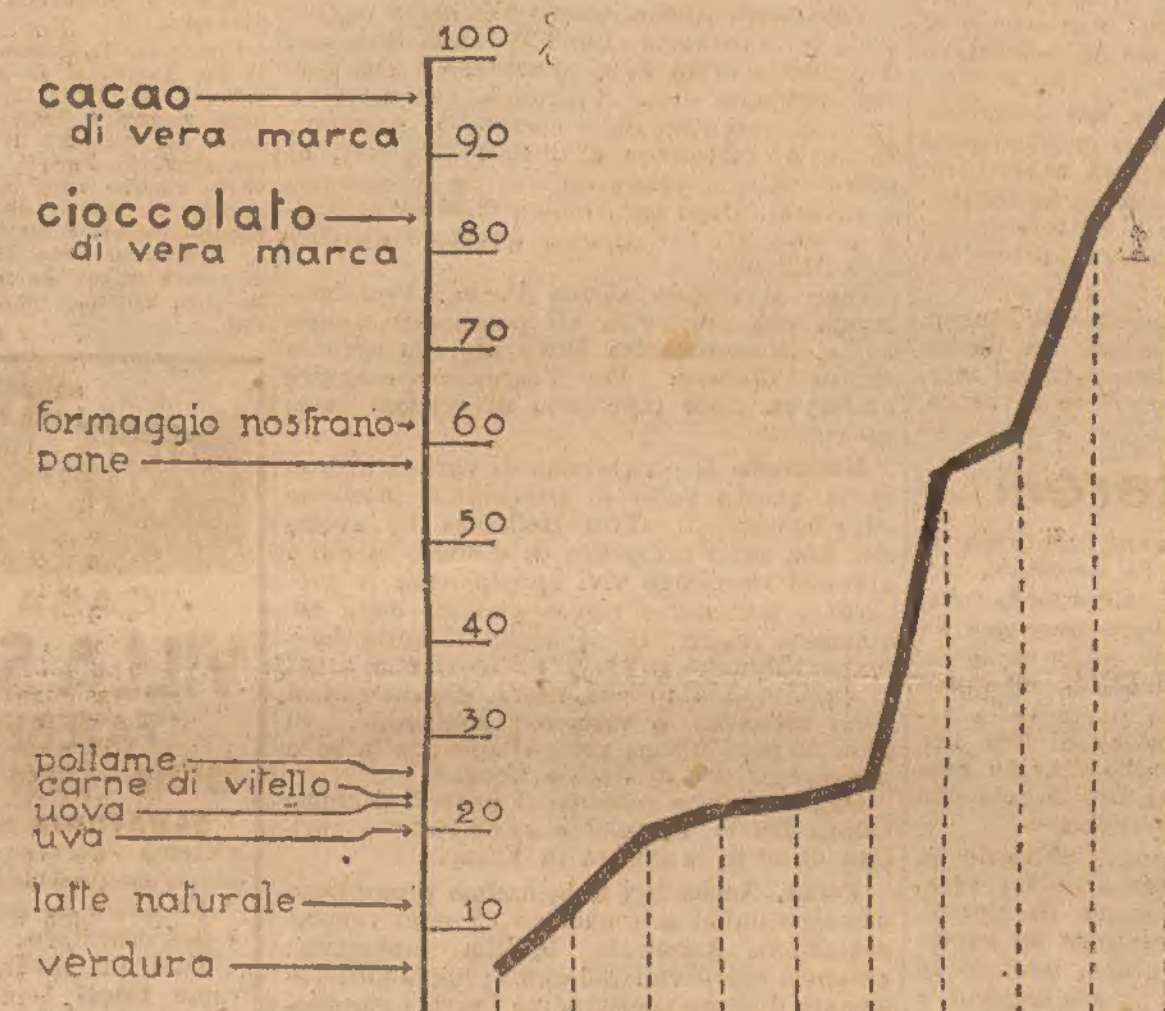 100
cacao
di vera marca
90
cioccolato
di vera marca
80
70
formaggio nostrano
60
pane
50
40
30
pollame
carne di vitello
uova
20
uva
latte naturale
10
verdura